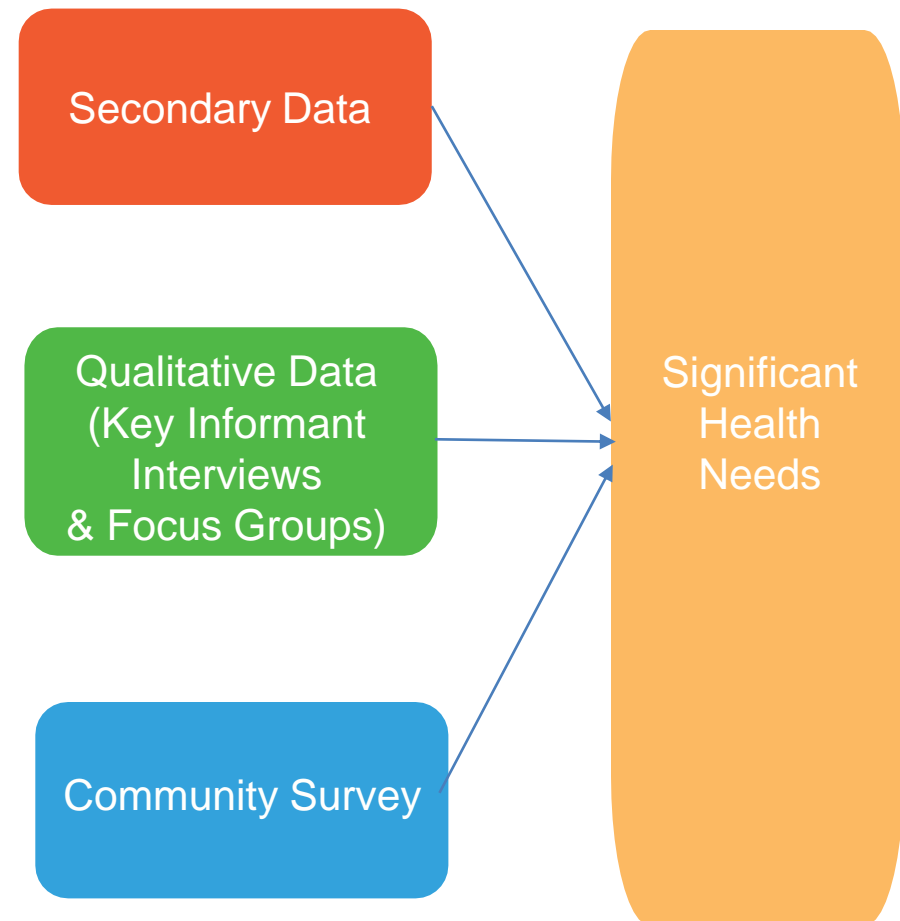 Secondary Data
Qualitative Data
(Key Informant
Interviews
& Focus Groups)
Community Survey
Significant
Health
Needs